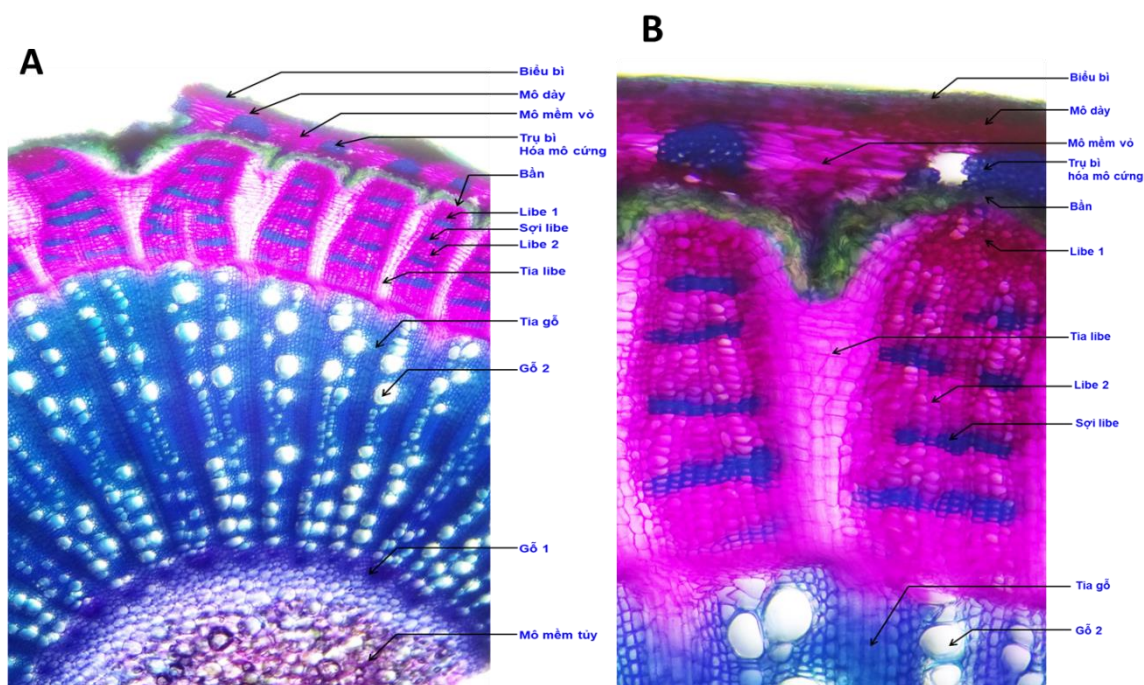 A
Biểu bì
Mô dày
Mô mềm vỏ
Trụ bì
Hóa mô cứng
Bần
Libe 1
Sợi libe
Libe 2
Tia libe
Tia gỗ
Gỗ 2
Gỗ 1
Mô mềm tủy
B
Biểu bì
Mô dày
Mô mềm vỏ
Trụ bì
hóa mô cứng
Bần
Libe 1
Tia libe
Libe 2
Sợi libe
Tia gỗ
Gỗ 2